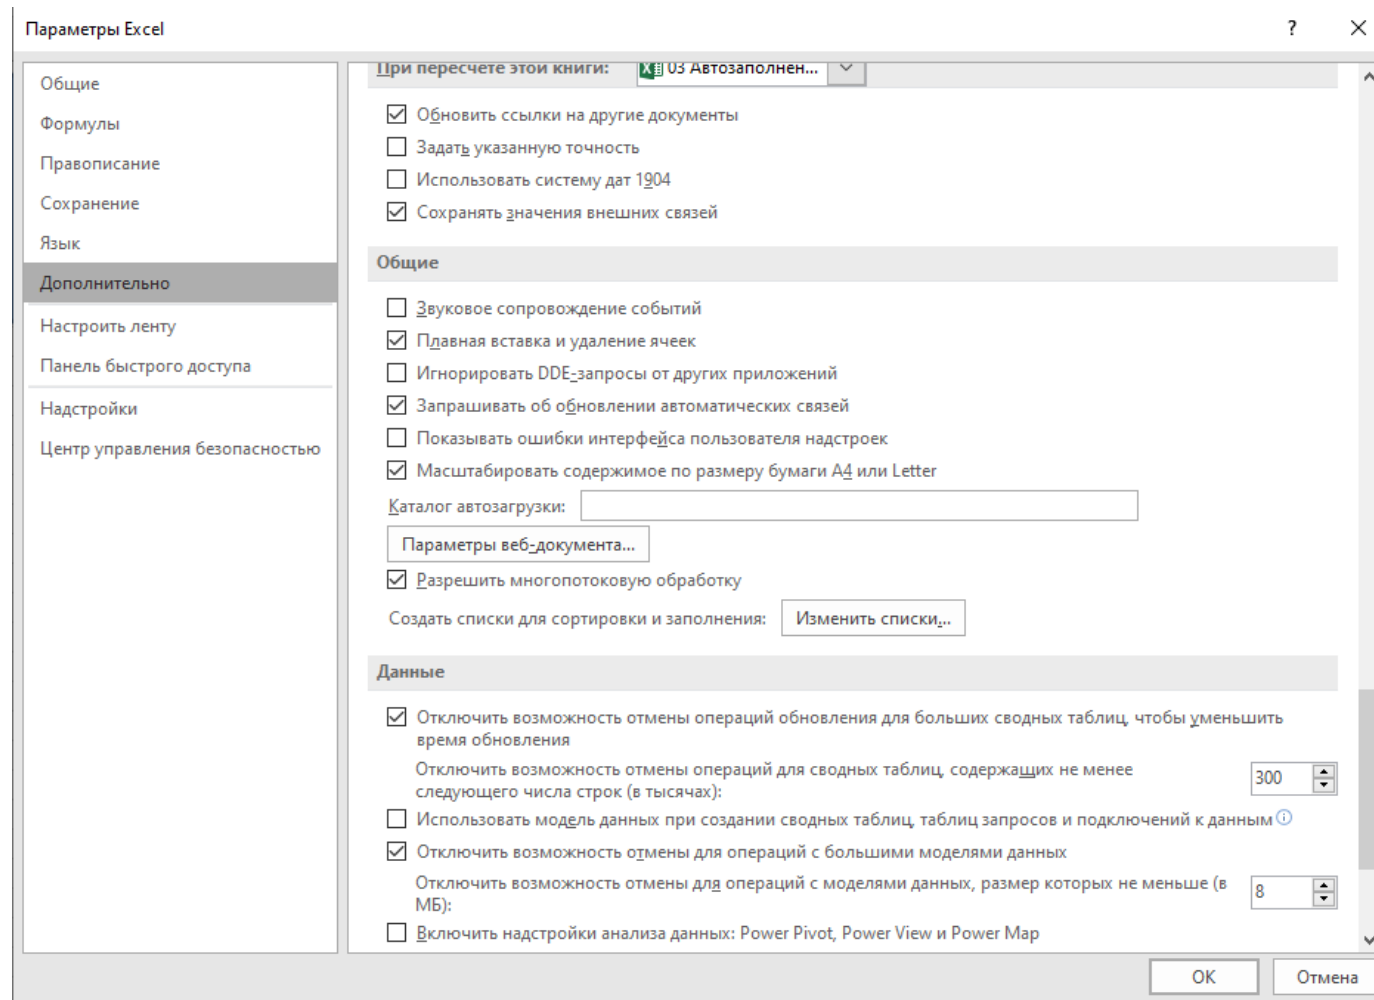 Параметры Excel
?
Общие
Формулы
Правописание
Сохранение
Язык
Дополнительно
Настроить ленту
Панель быстрого доступа
Надстройки
Центр управления безопасностью
При пересчете этой книги: 03 Автозаполнен...
Обновить ссылки на другие документы
Задать указанную точность
Использовать систему дат 1904
Сохранять значения внешних связей
Общие
Звуковое сопровождение событий
Плавная вставка и удаление ячеек
Игнорировать DDE-запросы от других приложений
Запрашивать об обновлении автоматических связей
Показывать ошибки интерфейса пользователя надстроек
Масштабировать содержимое по размеру бумаги A4 или Letter
Каталог автозагрузки:
Параметры веб-документа...
Разрешить многопотоковую обработку
Создать списки для сортировки и заполнения: Изменить списки...
Данные
Отключить возможность отмены операций обновления для больших сводных таблиц, чтобы уменьшить
время обновления
Отключить возможность отмены операций для сводных таблиц, содержащих не менее
следующего числа строк (в тысячах): 300
Использовать модель данных при создании сводных таблиц, таблиц запросов и подключений к данным
Отключить возможность отмены для операций с большими моделями данных
Отключить возможность отмены для операций с моделями данных, размер которых не меньше (в
МБ): 8
Включить надстройки анализа данных: Power Pivot, Power View и Power Map
ОК
Отмена